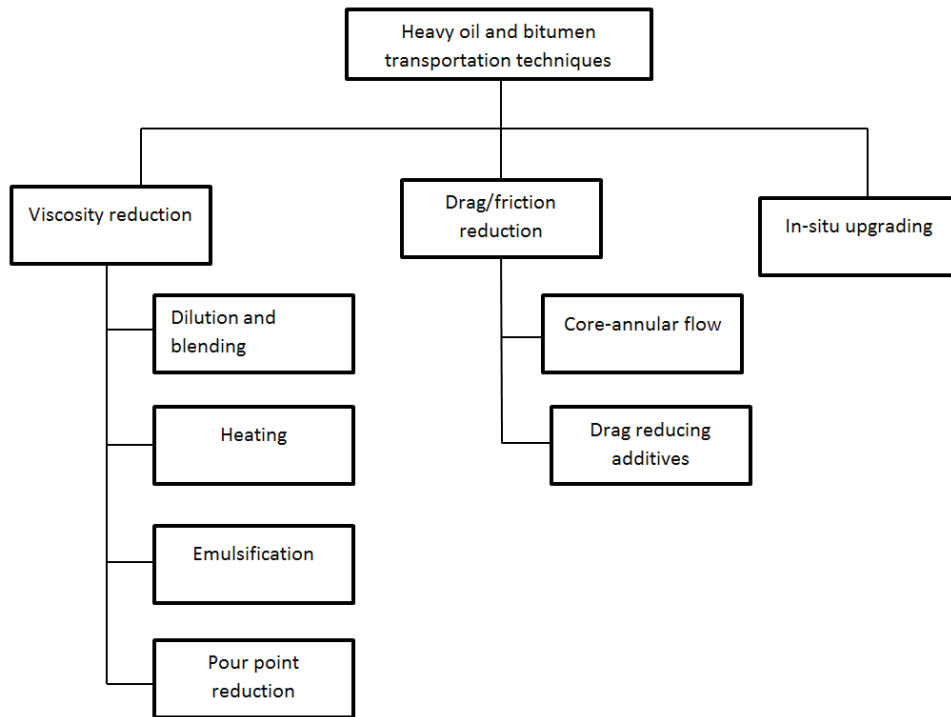 Heavy oil and bitumen
transportation techniques
Viscosity reduction
Drag/friction
reduction
In-situ upgrading
Dilution and
blending
Heating
Emulsification
Pour point
reduction
Core-annular flow
Drag reducing
additives